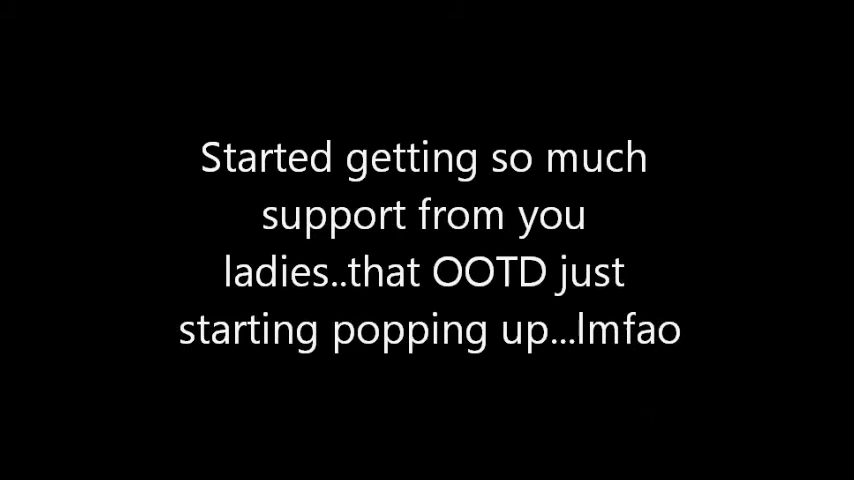 Started getting so much
support from you
ladies..that OOTD just
starting popping up...lmfao